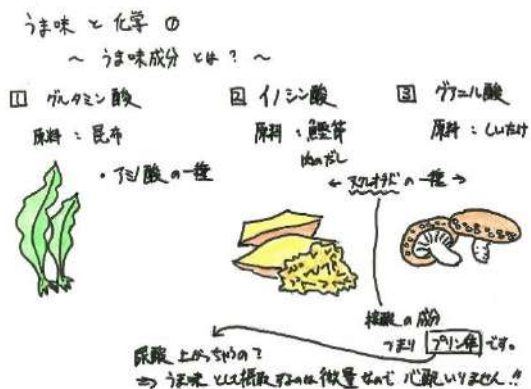 うま味 と 化学 ①
～ うま味成分 とは？ ～
1 グルタミン酸
原料：昆布
・アミノ酸の一種
2 イノシン酸
原料：鰹節
肉のだし
3 グアニル酸
原料：しいたけ
← ヌクレオチドの一種 →
核酸の成分
つまり プリン体 です。
尿酸 上がっちゃうの？
⇒ うま味 として摂取するのは 微量 なので 心配いりません!!